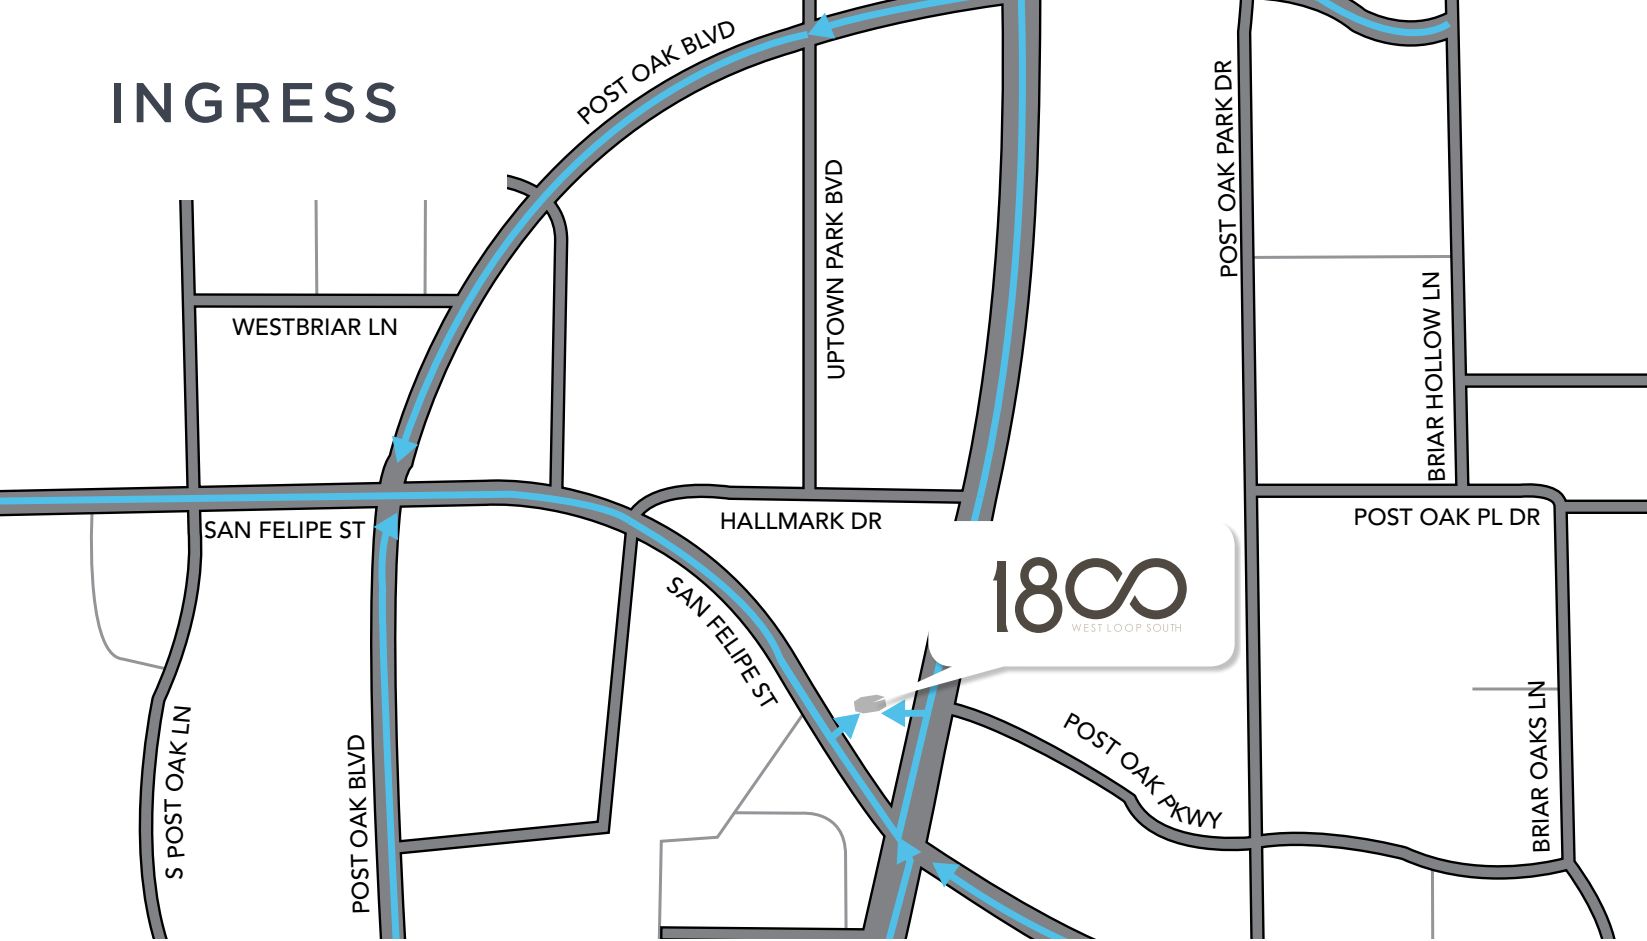 INGRESS
POST OAK BLVD
UPTOWN PARK BVD
POST OAK PARK DR
BRIAR HOLLOW LN
WESTBRIAR LN
SAN FELIPE ST
HALLMARK DR
POST OAK PL DR
1800
WEST LOOP SOUTH
SAN FELIPE ST
S POST OAK LN
POST OAK BLVD
POST OAK PKWY
BRIAR OAKS LN